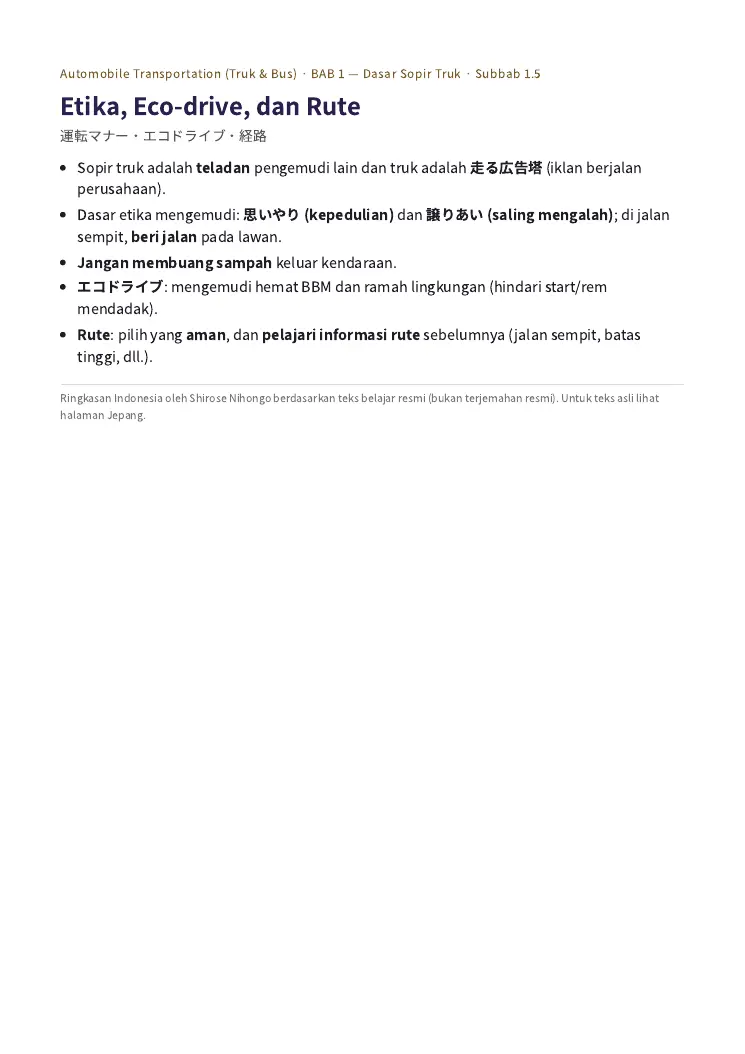 Automobile Transportation (Truk & Bus) · BAB 1 — Dasar Sopir Truk · Subbab 1.5
Etika, Eco-drive, dan Rute
運転マナー・エコドライブ・経路
• Sopir truk adalah teladan pengemudi lain dan truk adalah 走る広告塔 (iklan berjalan
perusahaan).
• Dasar etika mengemudi: 思いやり (kepedulian) dan 譲りあい (saling mengalah); di jalan
sempit, beri jalan pada lawan.
• Jangan membuang sampah keluar kendaraan.
• エコドライブ: mengemudi hemat BBM dan ramah lingkungan (hindari start/rem
mendadak).
• Rute: pilih yang aman, dan pelajari informasi rute sebelumnya (jalan sempit, batas
tinggi, dll.).
Ringkasan Indonesia oleh Shirose Nihongo berdasarkan teks belajar resmi (bukan terjemahan resmi). Untuk teks asli lihat
halaman Jepang.